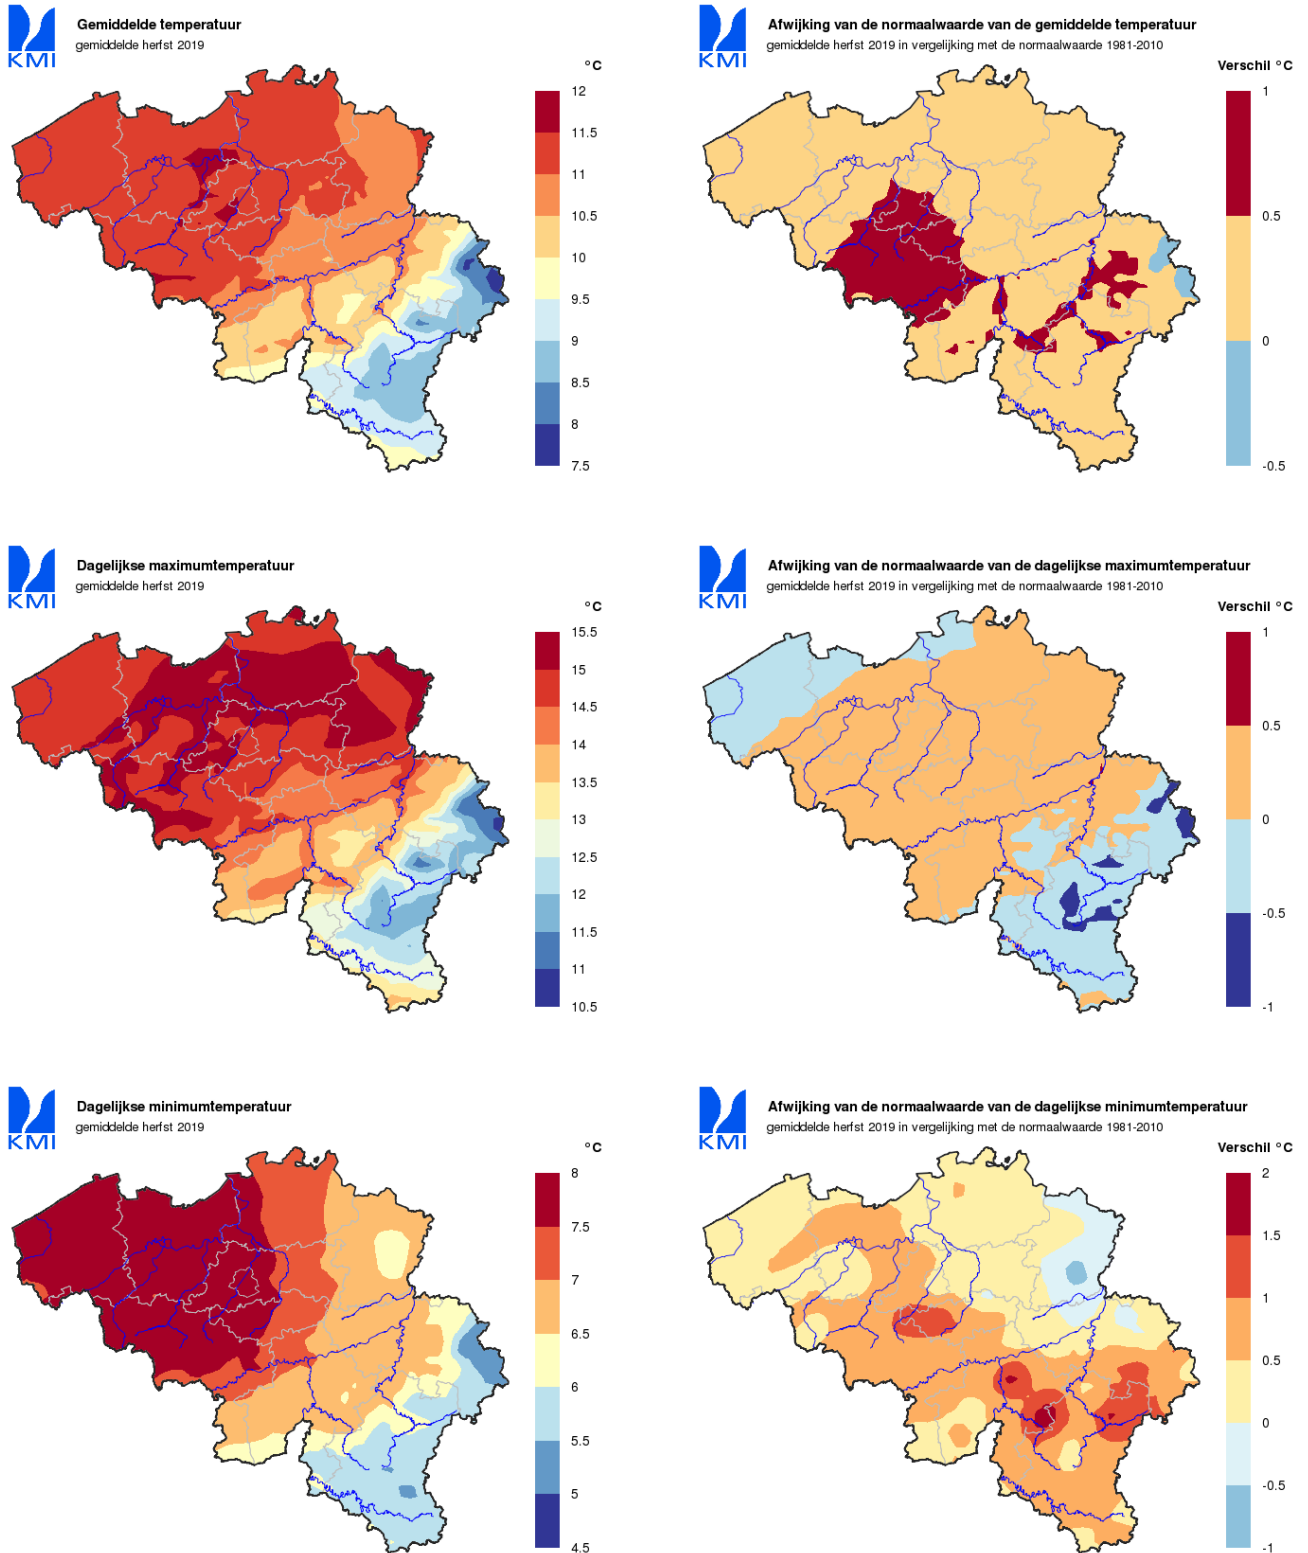 KMI
Gemiddelde temperatuur
gemiddelde herfst 2019
°C
12
11.5
11
10.5
10
9.5
9
8.5
8
7.5
KMI
Afwijking van de normaalwaarde van de gemiddelde temperatuur
gemiddelde herfst 2019 in vergelijking met de normaalwaarde 1981-2010
Verschil °C
1
0.5
0
-0.5
KMI
Dagelijkse maximumtemperatuur
gemiddelde herfst 2019
°C
15.5
15
14.5
14
13.5
13
12.5
12
11.5
11
10.5
KMI
Afwijking van de normaalwaarde van de dagelijkse maximumtemperatuur
gemiddelde herfst 2019 in vergelijking met de normaalwaarde 1981-2010
Verschil °C
1
0.5
0
-0.5
-1
KMI
Dagelijkse minimumtemperatuur
gemiddelde herfst 2019
°C
8
7.5
7
6.5
6
5.5
5
4.5
KMI
Afwijking van de normaalwaarde van de dagelijkse minimumtemperatuur
gemiddelde herfst 2019 in vergelijking met de normaalwaarde 1981-2010
Verschil °C
2
1.5
1
0.5
0
-0.5
-1